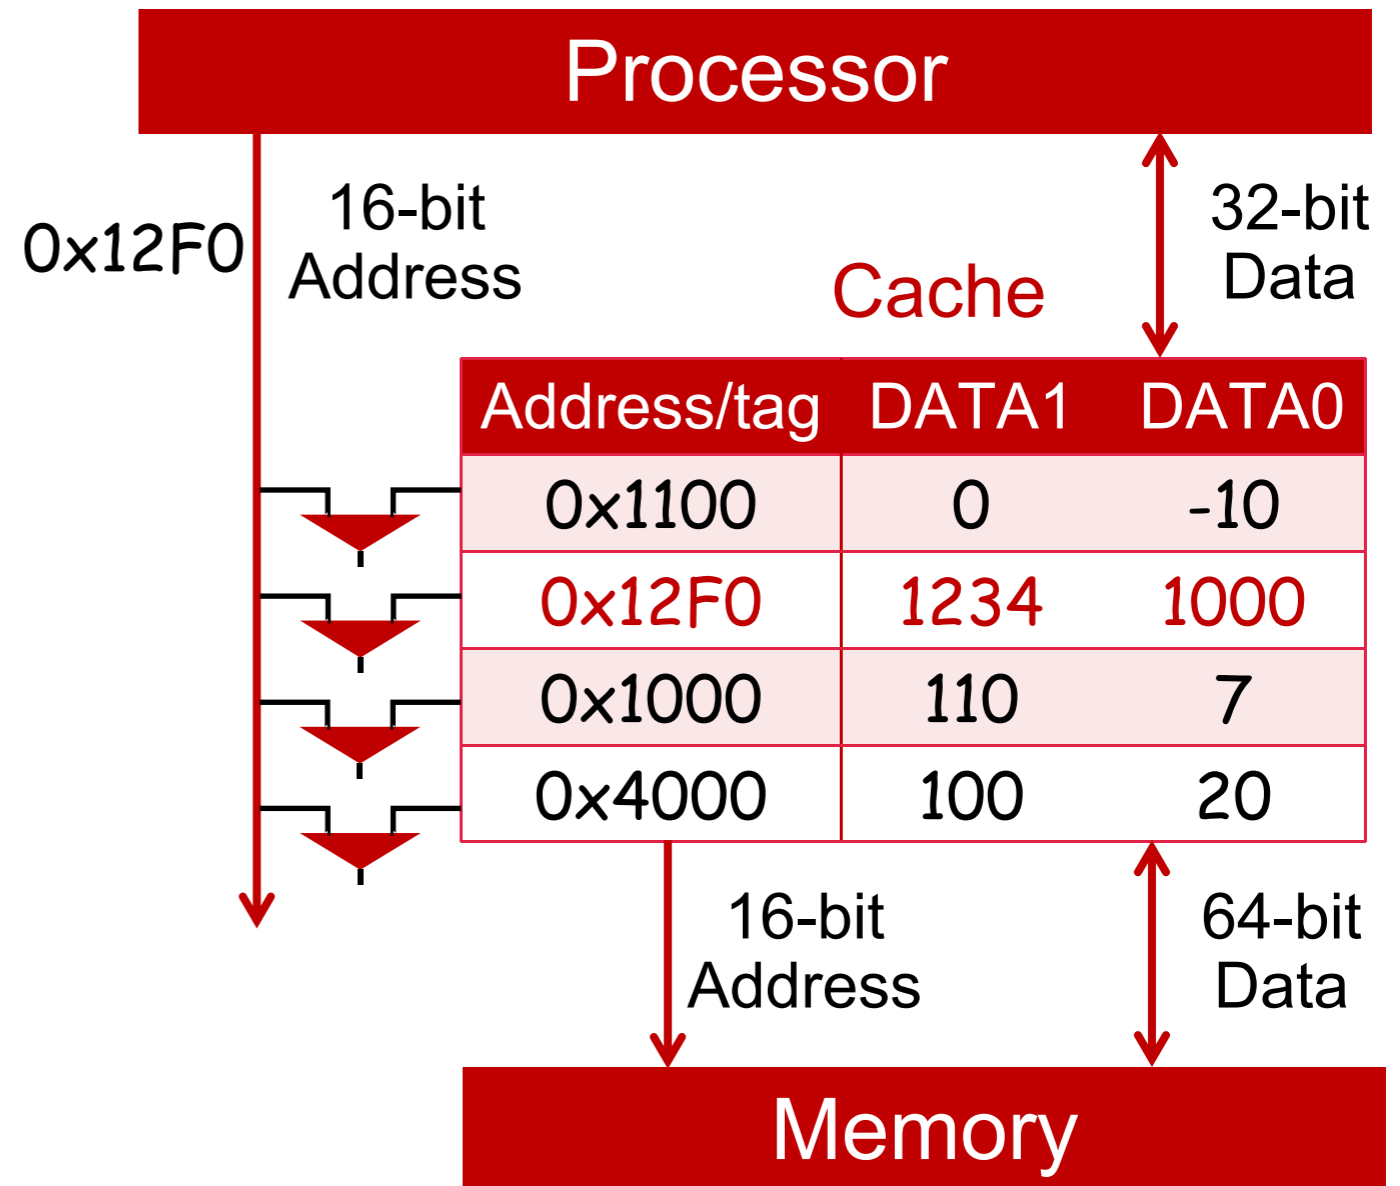 Processor
0x12F0
16-bit
Address
32-bit
Data
Cache
Address/tag DATA1 DATA0
0x1100 0 -10
0x12F0 1234 1000
0x1000 110 7
0x4000 100 20
16-bit
Address
64-bit
Data
Memory